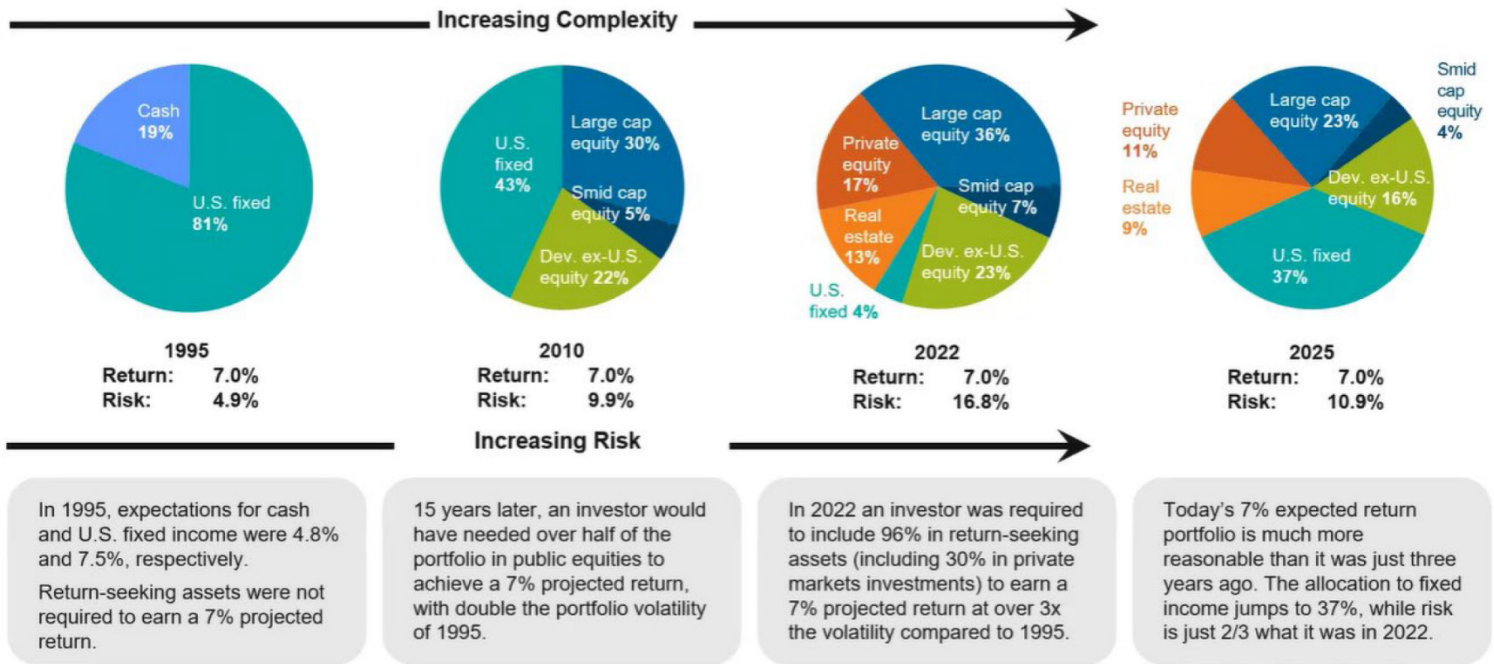 Increasing Complexity
Cash
19%
U.S. fixed
81%
1995
Return: 7.0%
Risk: 4.9%
U.S.
fixed
43%
Large cap
equity 30%
Smid cap
equity 5%
Dev. ex-U.S.
equity 22%
2010
Return: 7.0%
Risk: 9.9%
Large cap
equity 36%
Private
equity
17%
Smid cap
equity 7%
Real
estate
13%
Dev. ex-U.S.
equity 23%
U.S.
fixed 4%
2022
Return: 7.0%
Risk: 16.8%
Smid
cap
equity
4%
Large cap
equity 23%
Private
equity
11%
Dev. ex-U.S.
equity 16%
Real
estate
9%
U.S. fixed
37%
2025
Return: 7.0%
Risk: 10.9%
Increasing Risk
In 1995, expectations for cash
and U.S. fixed income were 4.8%
and 7.5%, respectively.
Return-seeking assets were not
required to earn a 7% projected
return.
15 years later, an investor would
have needed over half of the
portfolio in public equities to
achieve a 7% projected return,
with double the portfolio volatility
of 1995.
In 2022 an investor was required
to include 96% in return-seeking
assets (including 30% in private
markets investments) to earn a
7% projected return at over 3x
the volatility compared to 1995.
Today's 7% expected return
portfolio is much more
reasonable than it was just three
years ago. The allocation to fixed
income jumps to 37%, while risk
is just 2/3 what it was in 2022.